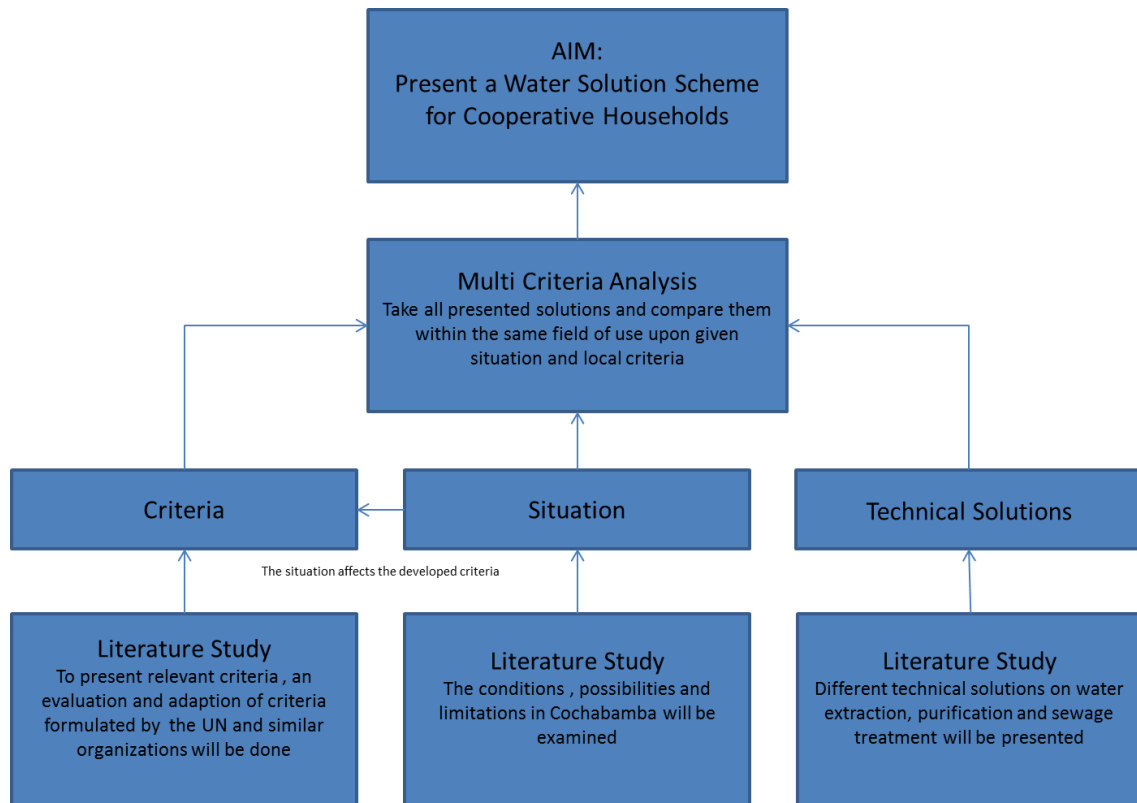 AIM:
Present a Water Solution Scheme
for Cooperative Households
Multi Criteria Analysis
Take all presented solutions and compare them
within the same field of use upon given
situation and local criteria
Criteria
Situation
Technical Solutions
The situation affects the developed criteria
Literature Study
To present relevant criteria , an
evaluation and adaption of criteria
formulated by the UN and similar
organizations will be done
Literature Study
The conditions , possibilities and
limitations in Cochabamba will be
examined
Literature Study
Different technical solutions on water
extraction, purification and sewage
treatment will be presented